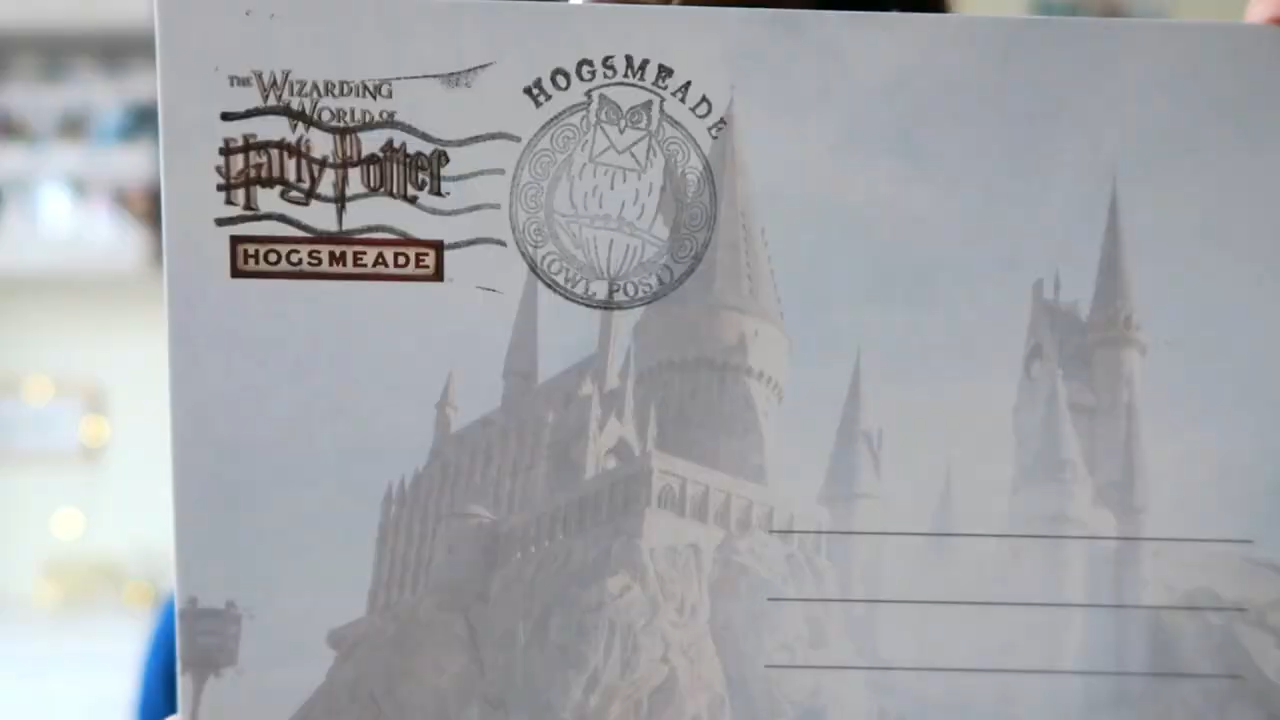 THE WIZARDING
WORLD OF
Harry Potter
HOGSMEADE
HOGSMEADE
OWL POST